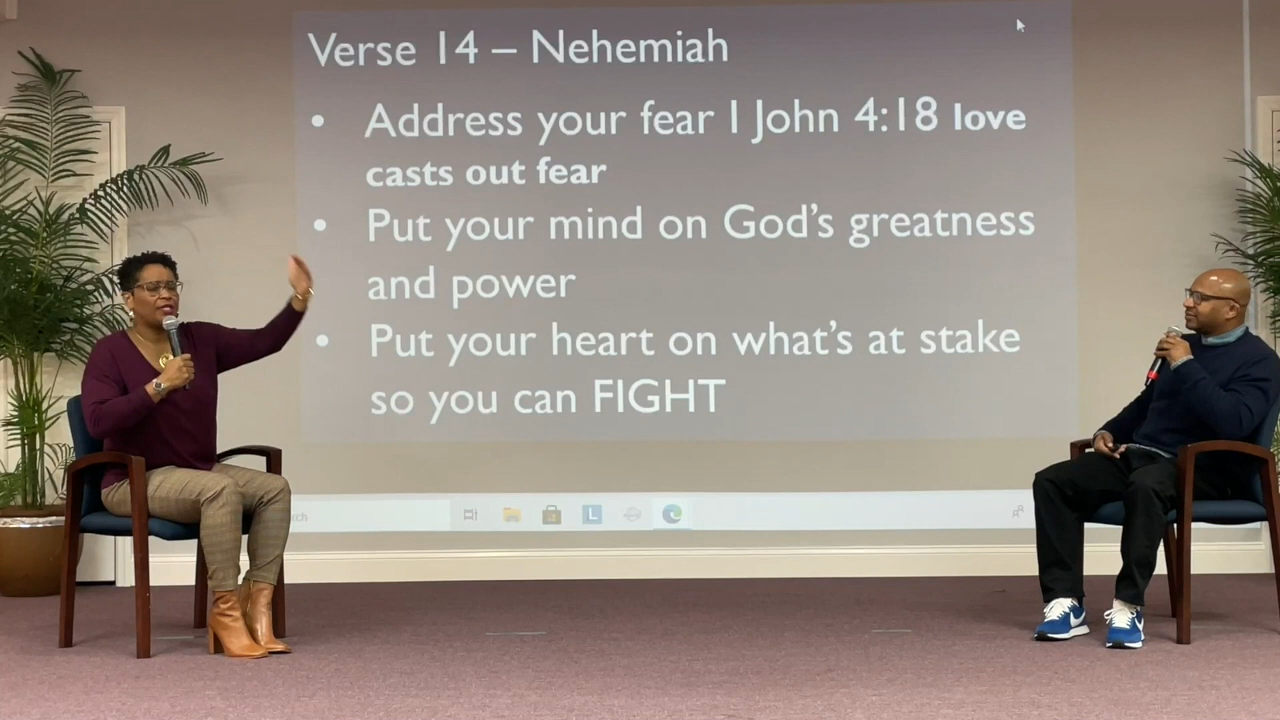 Verse 14 – Nehemiah
• Address your fear I John 4:18 love
casts out fear
• Put your mind on God's greatness
and power
• Put your heart on what's at stake
so you can FIGHT
rch
L